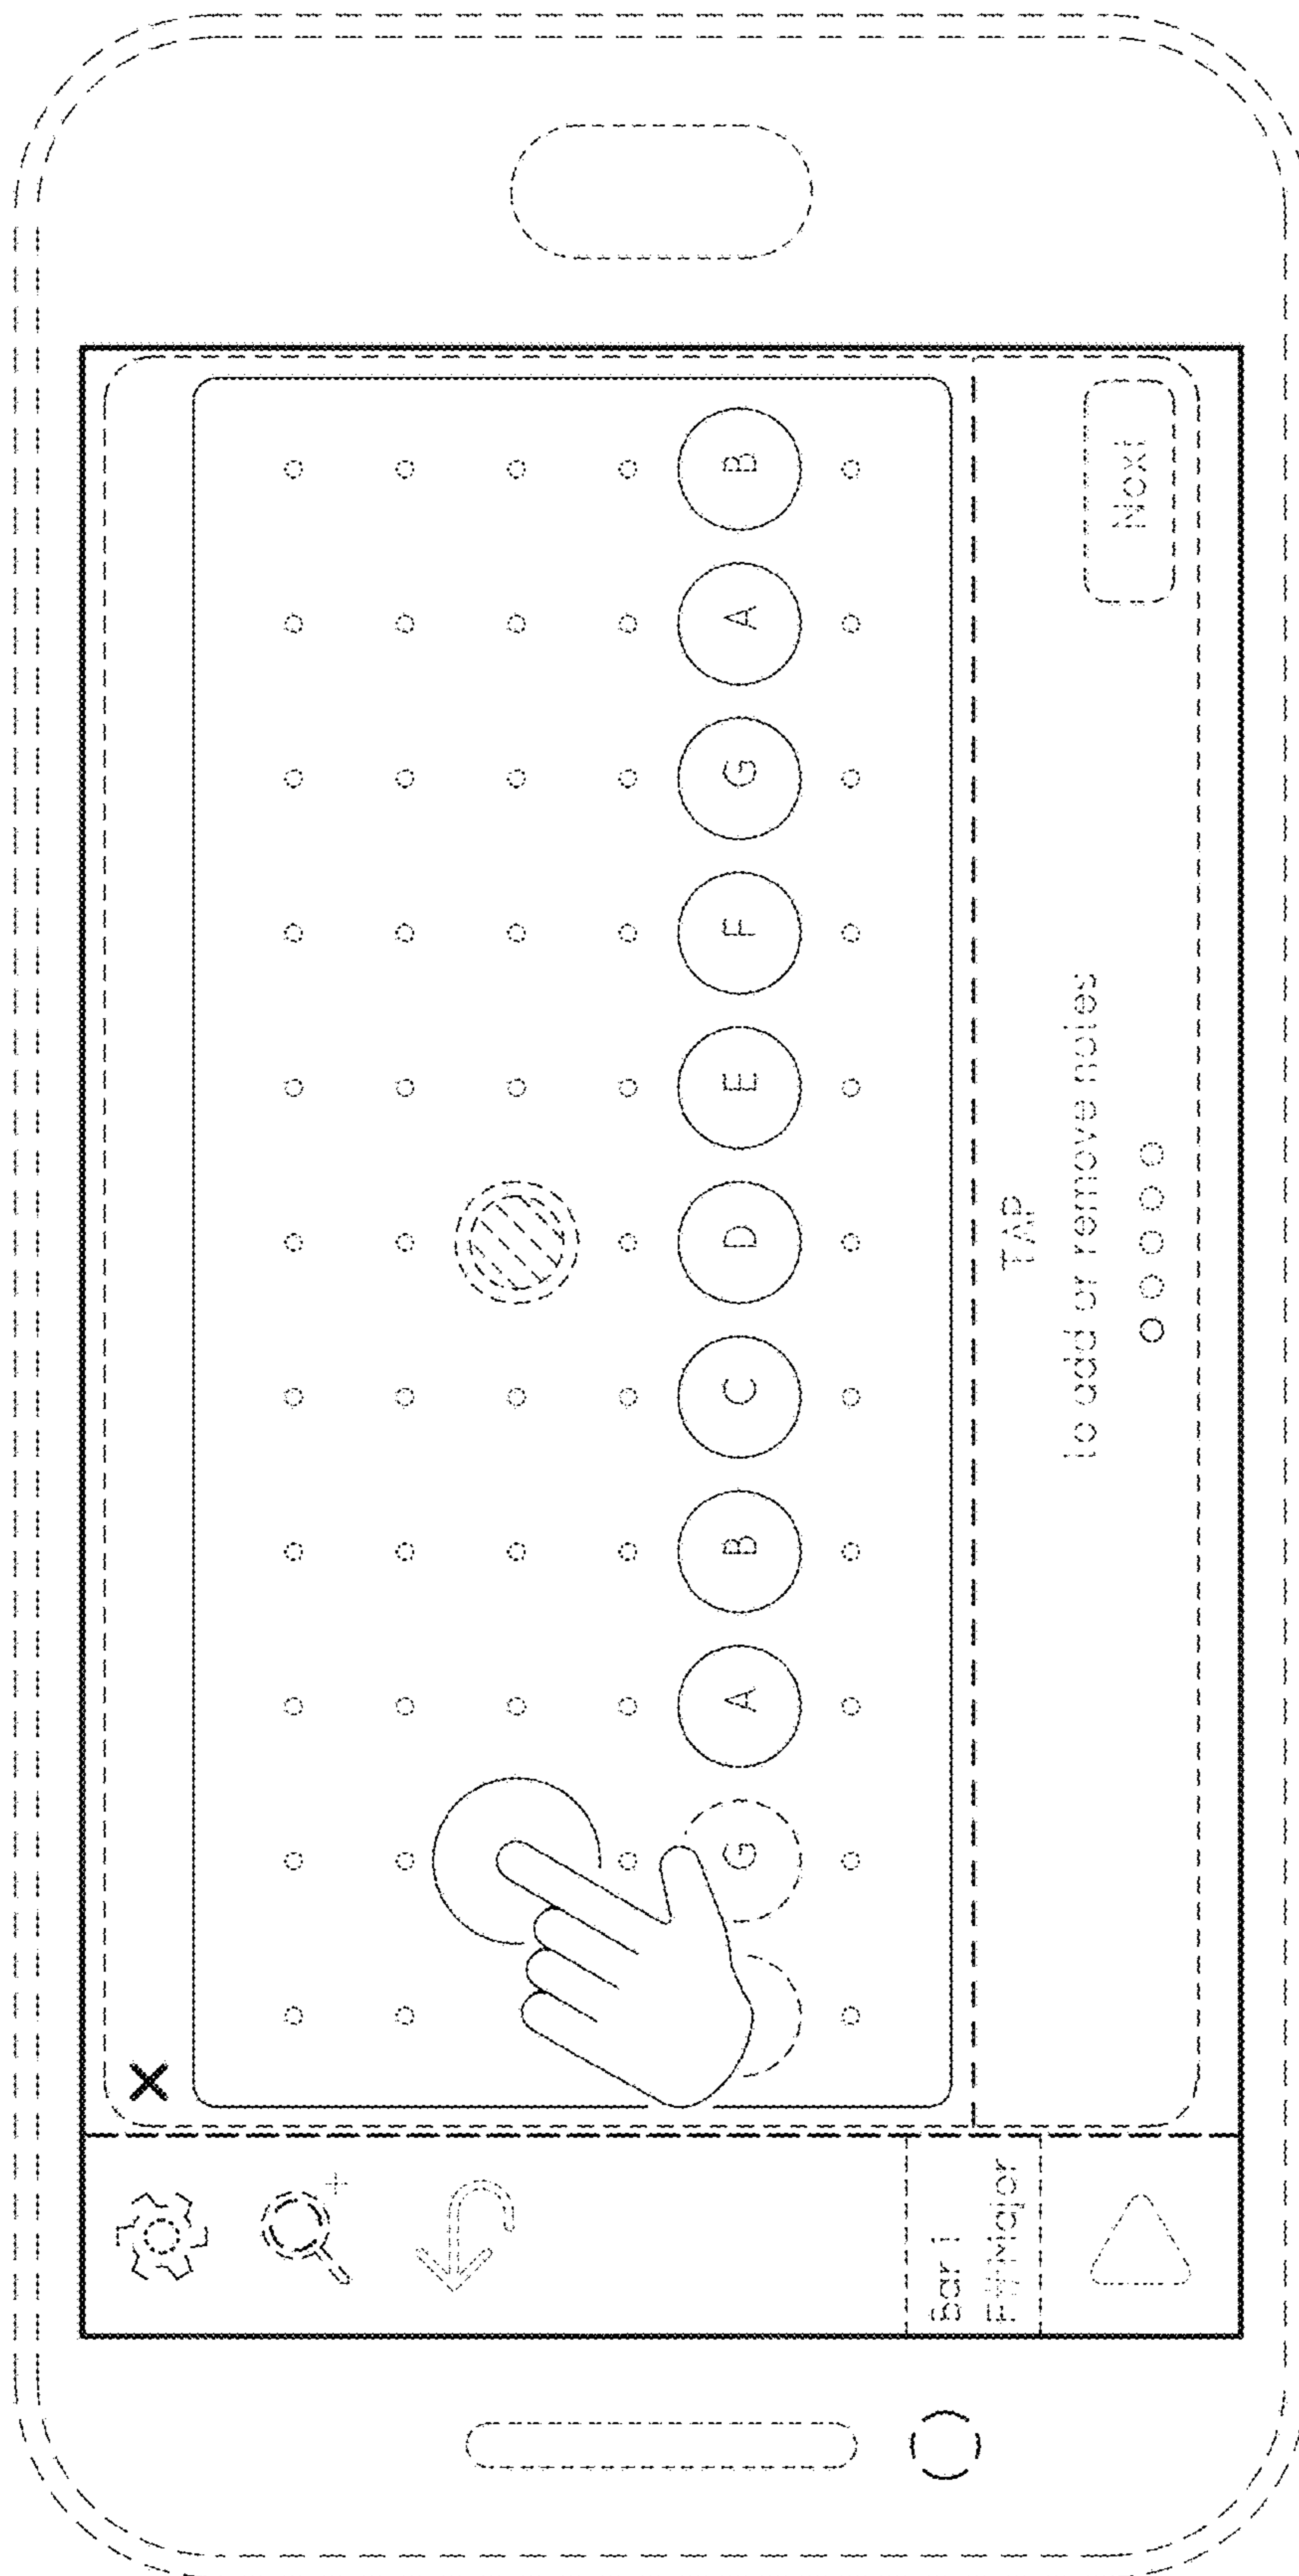 G A B C D E F G A B
Bar 1
F# Major
TAP
to add or remove notes
Next